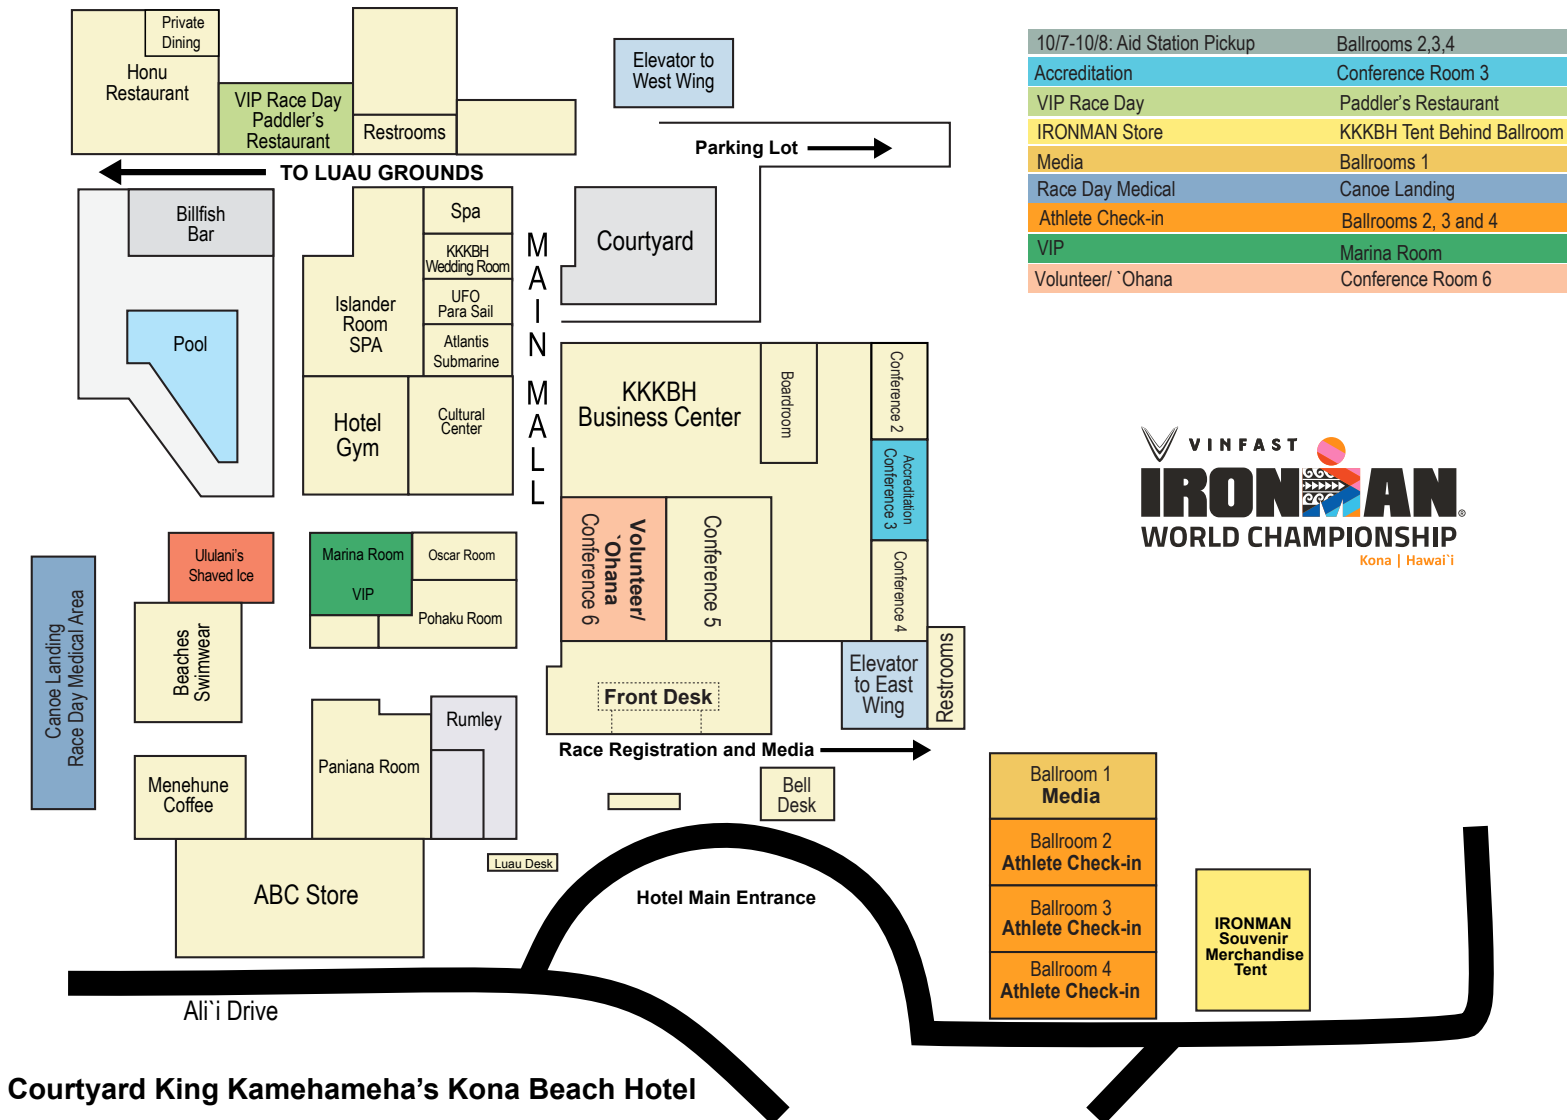 Private
Dining
Honu
Restaurant
VIP Race Day
Paddler's
Restaurant
Restrooms
Elevator to
West Wing
Parking Lot
TO LUAU GROUNDS
10/7-10/8: Aid Station Pickup Ballrooms 2,3,4
Accreditation Conference Room 3
VIP Race Day Paddler's Restaurant
IRONMAN Store KKKBH Tent Behind Ballroom
Media Ballrooms 1
Race Day Medical Canoe Landing
Athlete Check-in Ballrooms 2, 3 and 4
VIP Marina Room
Volunteer/ `Ohana Conference Room 6
Billfish
Bar
Pool
Islander
Room
SPA
Spa
KKKBH
Wedding Room
UFO
Para Sail
Atlantis
Submarine
Hotel
Gym
Cultural
Center
MAIN MALL
Courtyard
KKKBH
Business Center
Boardroom
Conference 2
Accreditation
Conference 3
Conference 4
Volunteer/
`Ohana
Conference 6
Conference 5
VINFAST
IRONMAN®
WORLD CHAMPIONSHIP
Kona | Hawai`i
Ululani's
Shaved Ice
Marina Room
VIP
Oscar Room
Pohaku Room
Canoe Landing
Race Day Medical Area
Beaches
Swimwear
Front Desk
Elevator
to East
Wing
Restrooms
Race Registration and Media
Rumley
Paniana Room
Menehune
Coffee
Bell
Desk
Ballroom 1
Media
Ballroom 2
Athlete Check-in
Ballroom 3
Athlete Check-in
Ballroom 4
Athlete Check-in
IRONMAN
Souvenir
Merchandise
Tent
Luau Desk
ABC Store
Hotel Main Entrance
Ali`i Drive
Courtyard King Kamehameha's Kona Beach Hotel